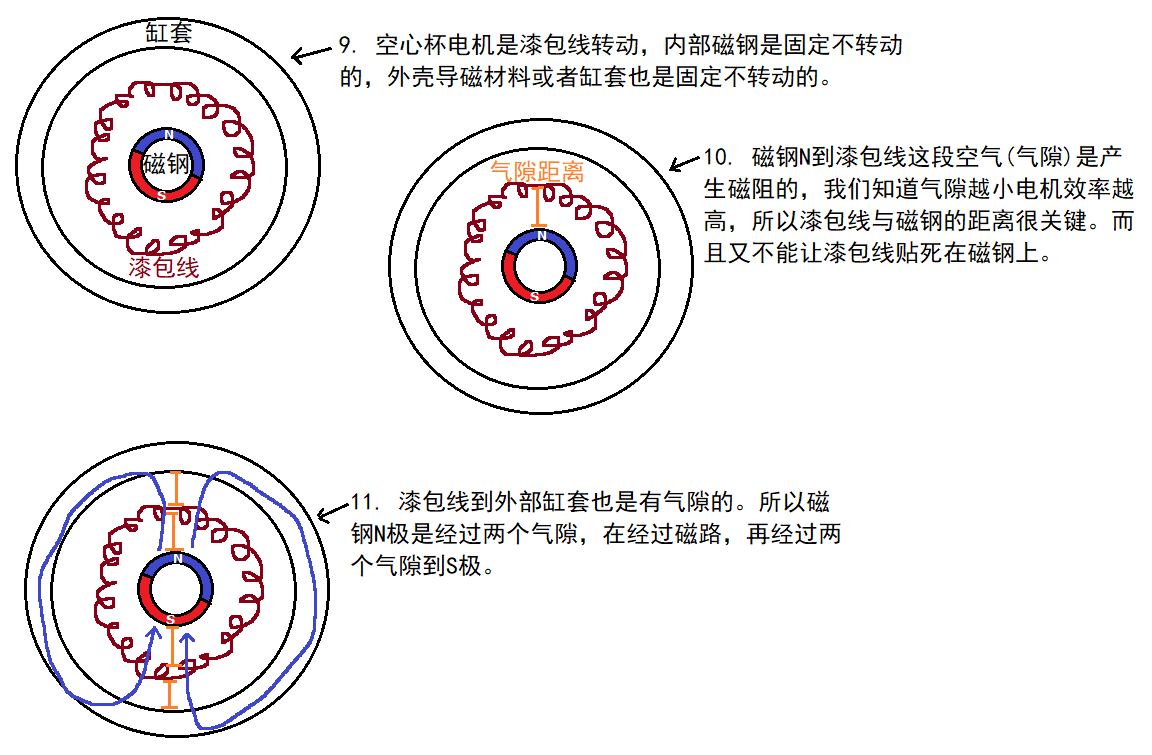 缸套
N
磁钢
S
漆包线
9. 空心杯电机是漆包线转动，内部磁钢是固定不转动
的，外壳导磁材料或者缸套也是固定不转动的。
气隙距离
N
S
10. 磁钢N到漆包线这段空气(气隙)是产
生磁阻的，我们知道气隙越小电机效率越
高，所以漆包线与磁钢的距离很关键。而
且又不能让漆包线贴死在磁钢上。
N
S
11. 漆包线到外部缸套也是有气隙的。所以磁
钢N极是经过两个气隙，在经过磁路，再经过两
个气隙到S极。